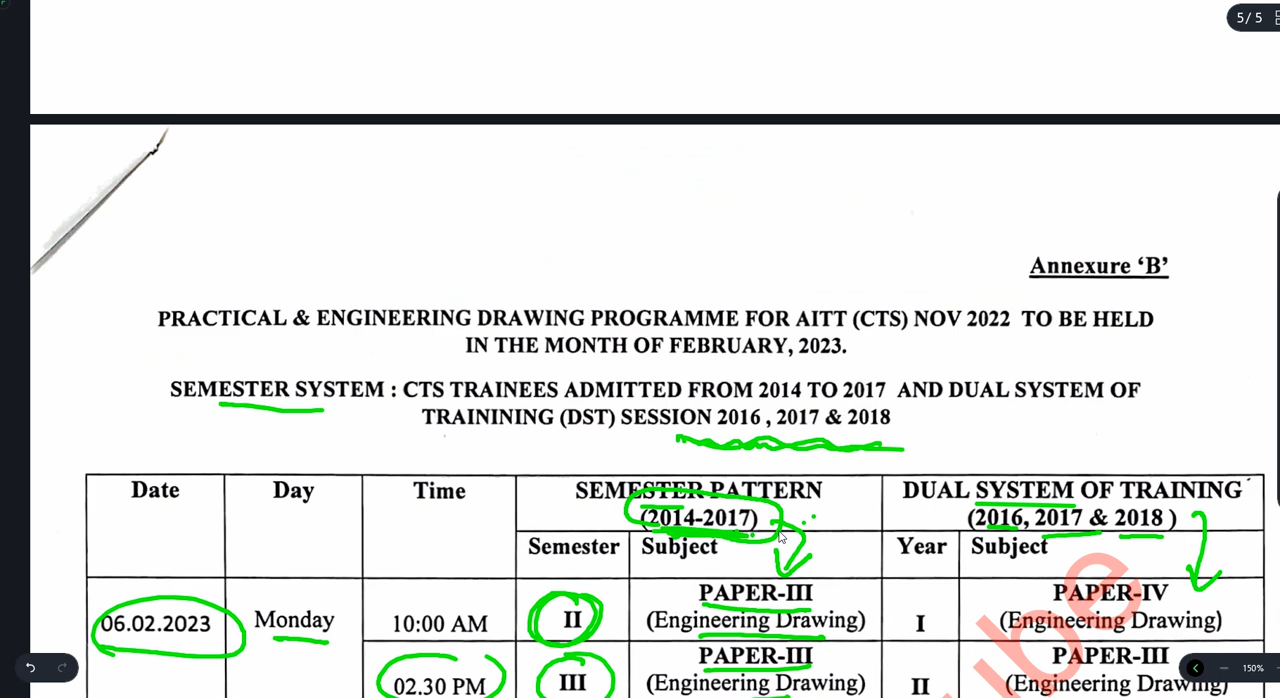 5/5
Annexure ‘B’
PRACTICAL & ENGINEERING DRAWING PROGRAMME FOR AITT (CTS) NOV 2022 TO BE HELD
IN THE MONTH OF FEBRUARY, 2023.
SEMESTER SYSTEM : CTS TRAINEES ADMITTED FROM 2014 TO 2017 AND DUAL SYSTEM OF
TRAINING (DST) SESSION 2016 , 2017 & 2018
Date Day Time SEMESTER PATTERN DUAL SYSTEM OF TRAINING
(2014-2017) (2016, 2017 & 2018 )
Semester Subject Year Subject
PAPER-III PAPER-IV
06.02.2023 Monday 10:00 AM II (Engineering Drawing) I (Engineering Drawing)
PAPER-III PAPER-III
02.30 PM III (Engineering Drawing) II (Engineering Drawing)
150%
ube